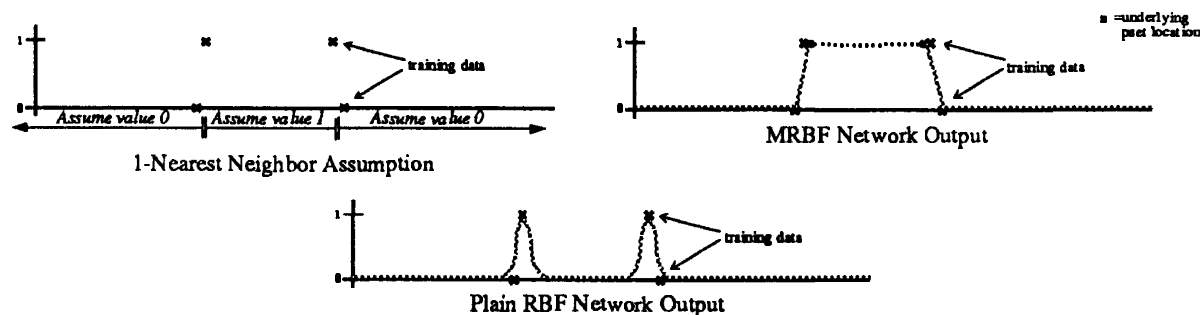 1
training data
0
Assume value 0
Assume value 1
Assume value 0
1-Nearest Neighbor Assumption
=underlying
pset location
1
training data
0
MRBF Network Output
1
training data
0
Plain RBF Network Output